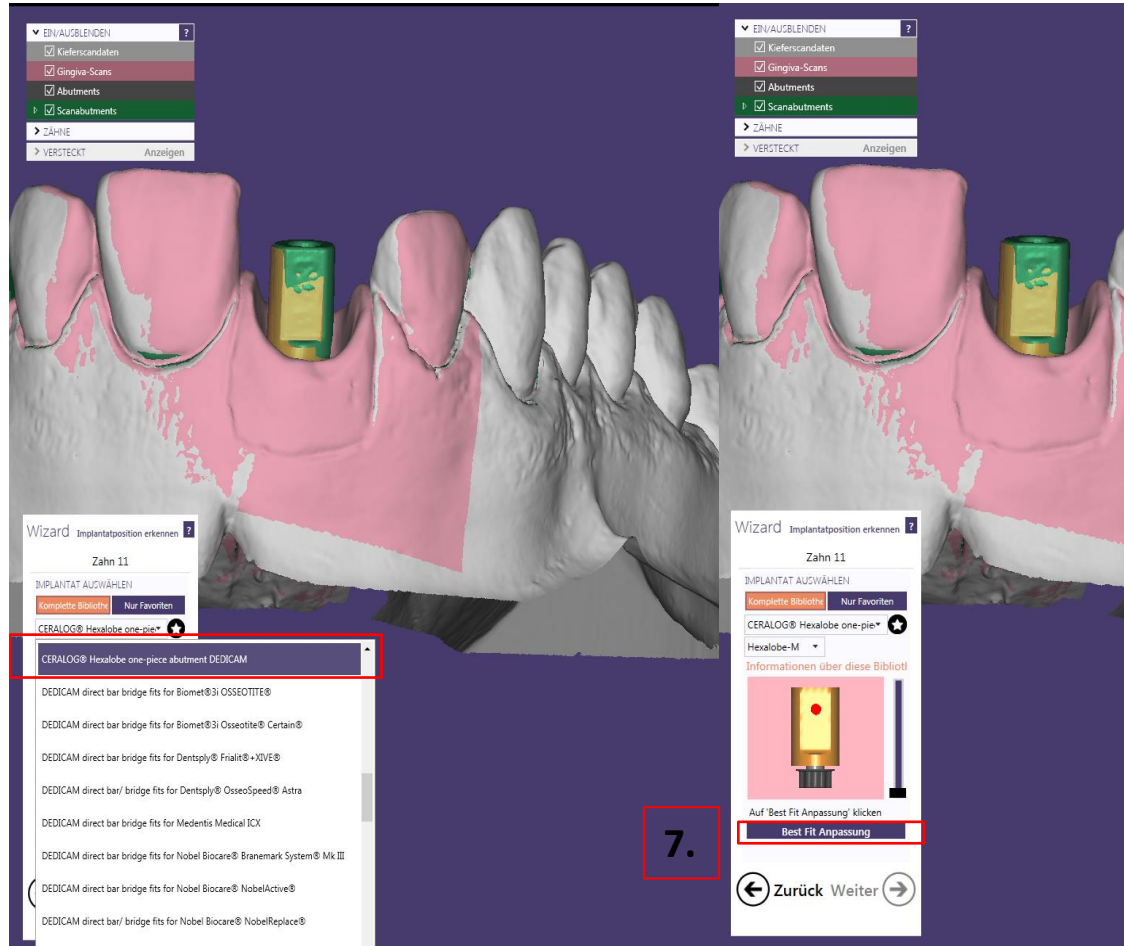 EIN/AUSBLENDEN ?
Kieferscandaten
Gingiva-Scans
Abutments
Scanabutments
ZÄHNE
VERSTECKT Anzeigen
Wizard Implantatposition erkennen ?
Zahn 11
IMPLANTAT AUSWÄHLEN
Komplette Bibliothe Nur Favoriten
CERALOG® Hexalobe one-pie
CERALOG® Hexalobe one-piece abutment DEDICAM
DEDICAM direct bar bridge fits for Biomet®3i OSSEOTITE®
DEDICAM direct bar bridge fits for Biomet®3i Osseotite® Certain®
DEDICAM direct bar bridge fits for Dentsply® Frialit®+XIVE®
DEDICAM direct bar/ bridge fits for Dentsply® OsseoSpeed® Astra
DEDICAM direct bar bridge fits for Medentis Medical ICX
DEDICAM direct bar bridge fits for Nobel Biocare® Branemark System® Mk III
DEDICAM direct bar bridge fits for Nobel Biocare® NobelActive®
DEDICAM direct bar/ bridge fits for Nobel Biocare® NobelReplace®
EIN/AUSBLENDEN ?
Kieferscandaten
Gingiva-Scans
Abutments
Scanabutments
ZÄHNE
VERSTECKT Anzeigen
Wizard Implantatposition erkennen ?
Zahn 11
IMPLANTAT AUSWÄHLEN
Komplette Bibliothe Nur Favoriten
CERALOG® Hexalobe one-pie
Hexalobe-M
Informationen über diese Bibliotl
Auf 'Best Fit Anpassung' klicken
7.
Best Fit Anpassung
Zurück Weiter